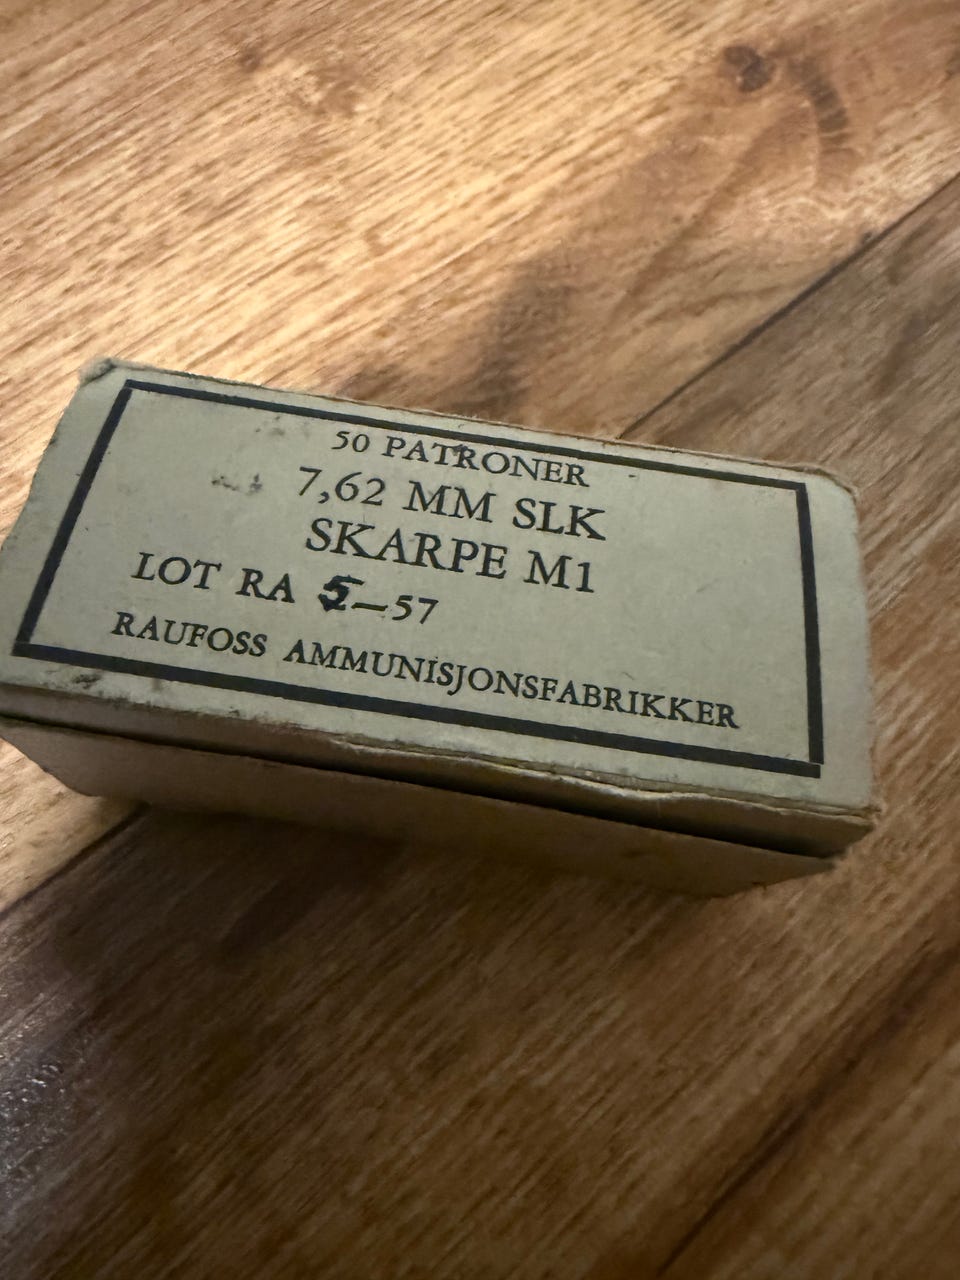 50 PATRONER
7,62 MM SLK
SKARPE M1
LOT RA 5-57
RAUFOSS AMMUNISJONSFABRIKKER